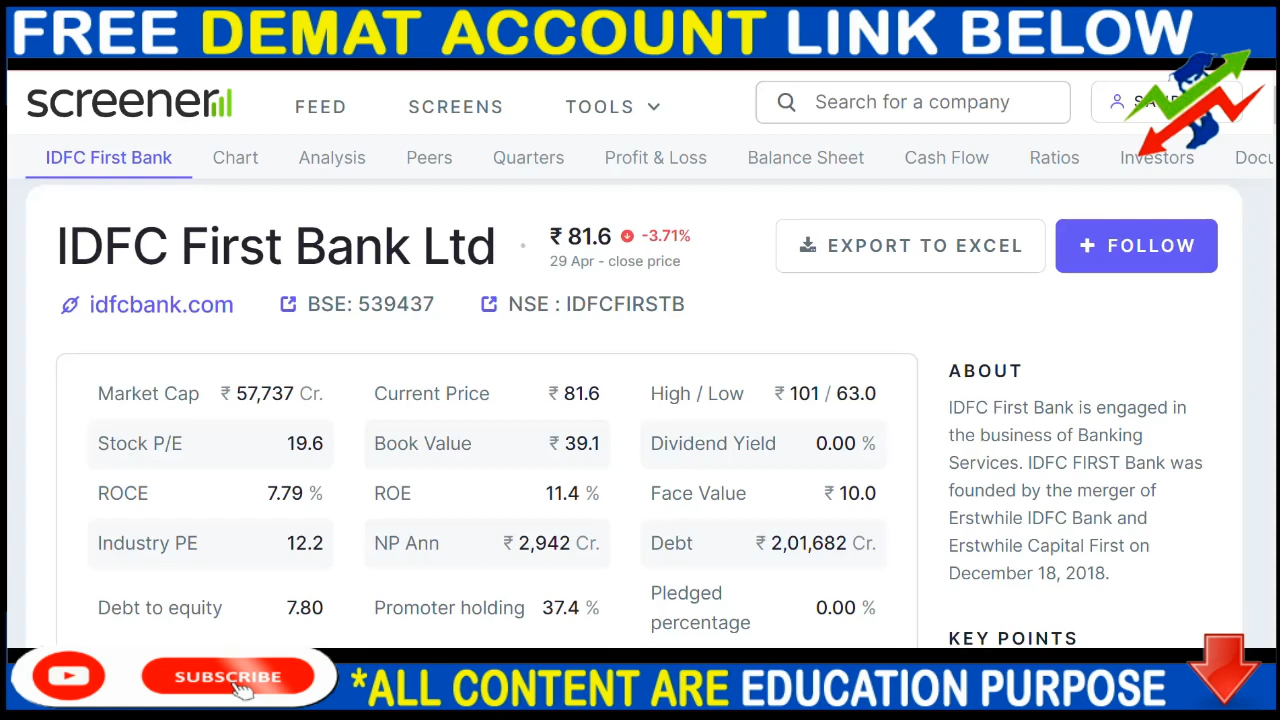 FREE DEMAT ACCOUNT LINK BELOW
screener
FEED SCREENS TOOLS Search for a company
IDFC First Bank Chart Analysis Peers Quarters Profit & Loss Balance Sheet Cash Flow Ratios Investors Docu
IDFC First Bank Ltd ₹ 81.6 -3.71% EXPORT TO EXCEL + FOLLOW
29 Apr - close price
idfcbank.com BSE: 539437 NSE : IDFCFIRSTB
Market Cap ₹ 57,737 Cr. Current Price ₹ 81.6 High / Low ₹ 101 / 63.0
Stock P/E 19.6 Book Value ₹ 39.1 Dividend Yield 0.00 %
ROCE 7.79 % ROE 11.4 % Face Value ₹ 10.0
Industry PE 12.2 NP Ann ₹ 2,942 Cr. Debt ₹ 2,01,682 Cr.
Debt to equity 7.80 Promoter holding 37.4 % Pledged percentage 0.00 %
ABOUT
IDFC First Bank is engaged in
the business of Banking
Services. IDFC FIRST Bank was
founded by the merger of
Erstwhile IDFC Bank and
Erstwhile Capital First on
December 18, 2018.
KEY POINTS
SUBSCRIBE
*ALL CONTENT ARE EDUCATION PURPOSE